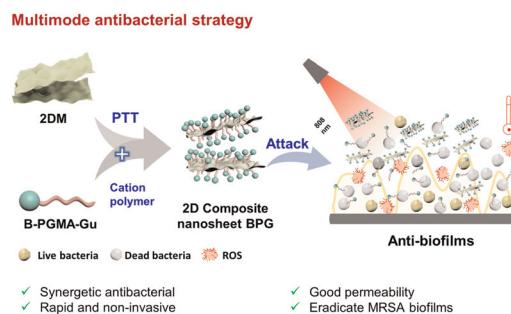 Multimode antibacterial strategy
2DM
PTT
+
Cation
polymer
B-PGMA-Gu
2D Composite
nanosheet BPG
Attack
808 nm
ROS
Anti-biofilms
Live bacteria
Dead bacteria
ROS
✓ Synergetic antibacterial
✓ Rapid and non-invasive
✓ Good permeability
✓ Eradicate MRSA biofilms